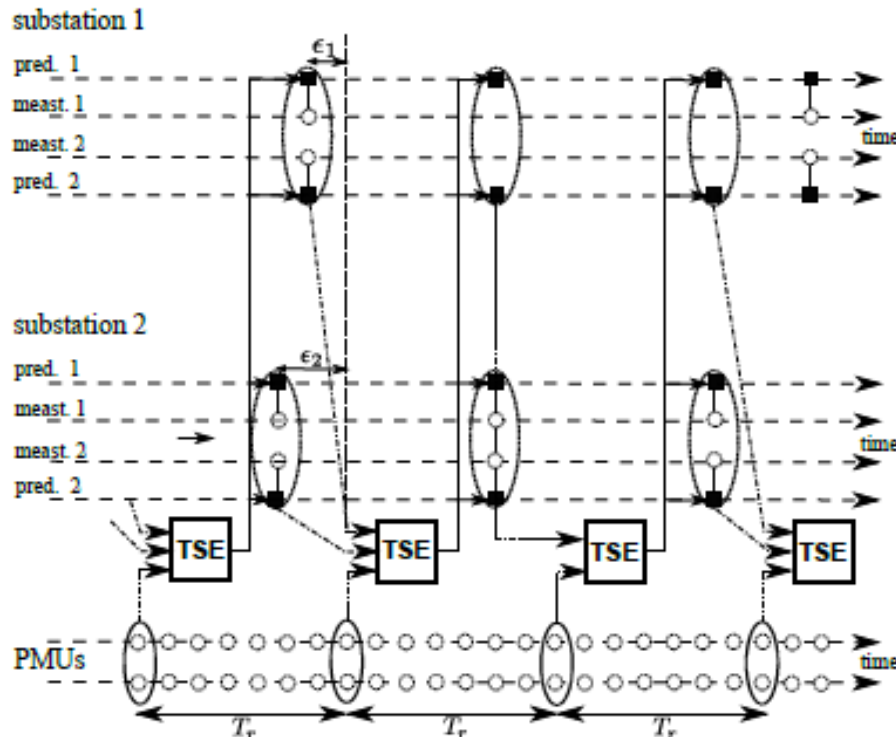 substation 1
ϵ₁
pred. 1
meast. 1
meast. 2
time
pred. 2
substation 2
ϵ₂
pred. 1
meast. 1
meast. 2
time
pred. 2
TSE TSE TSE TSE
PMUs
time
Tᵣ Tᵣ Tᵣ